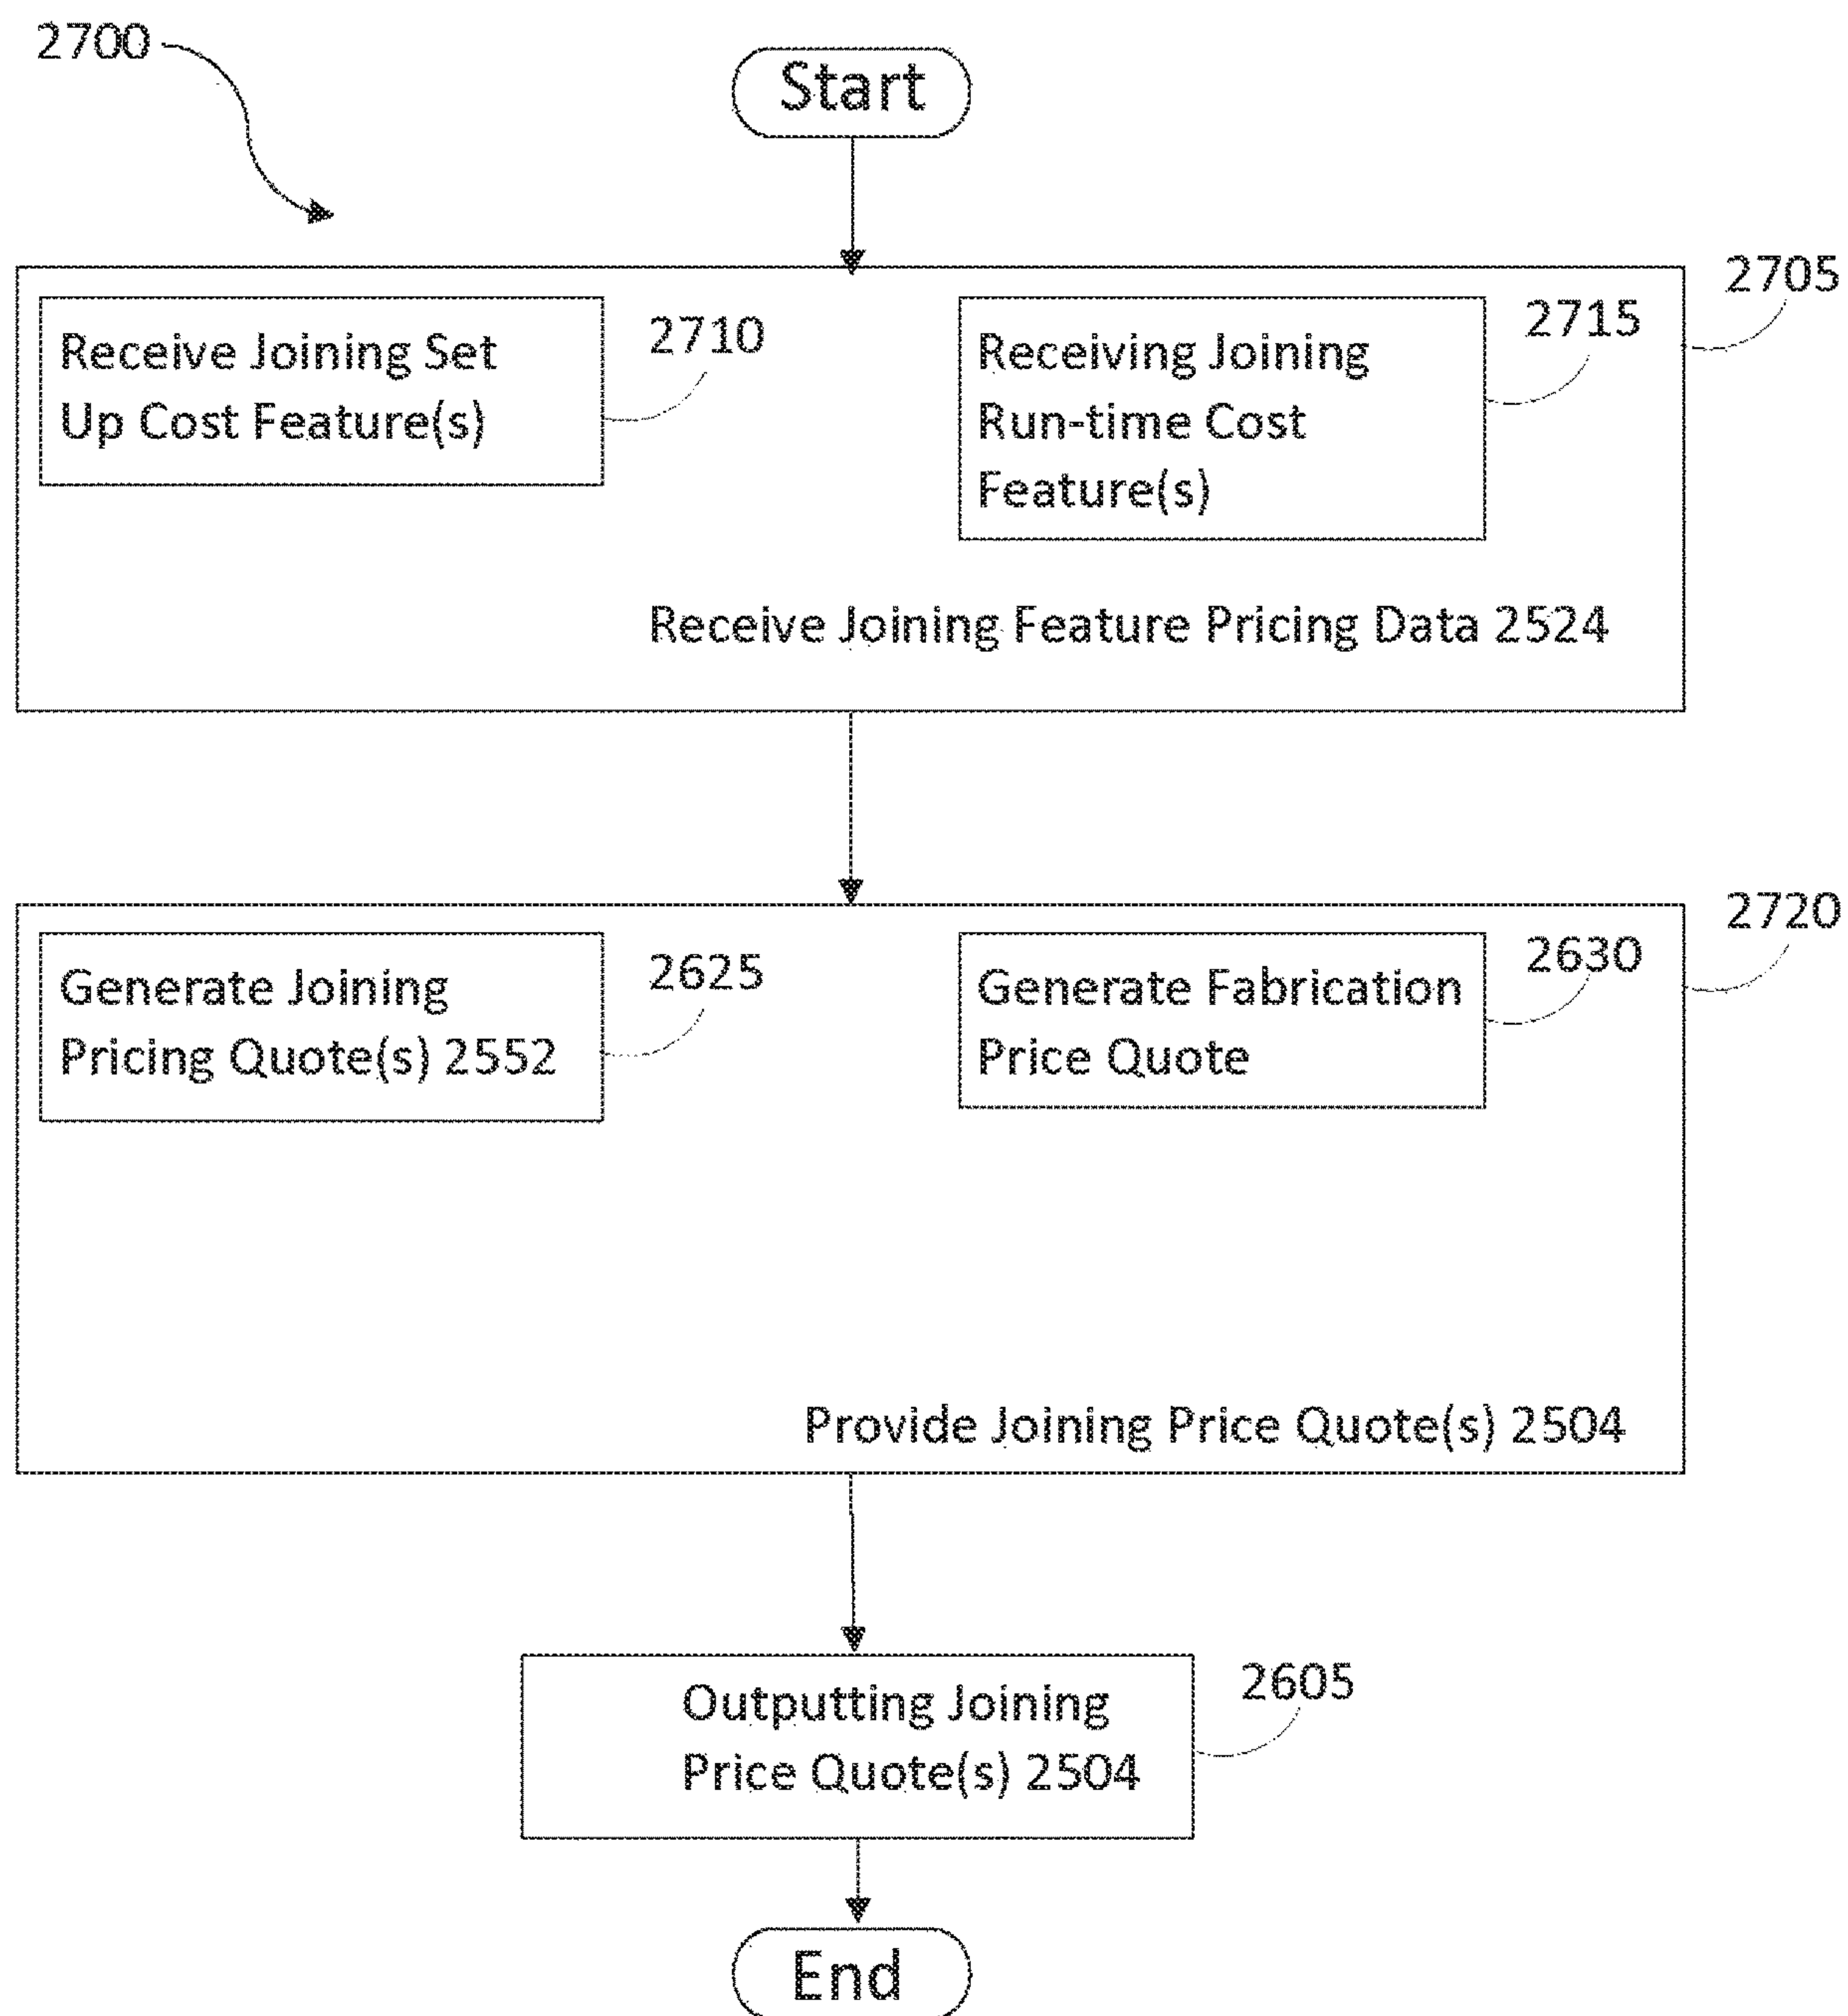 2700
Start
2705
Receive Joining Set
Up Cost Feature(s)
2710
Receiving Joining
Run-time Cost
Feature(s)
2715
Receive Joining Feature Pricing Data 2524
2720
Generate Joining
Pricing Quote(s) 2552
2625
Generate Fabrication
Price Quote
2630
Provide Joining Price Quote(s) 2504
Outputting Joining
Price Quote(s) 2504
2605
End